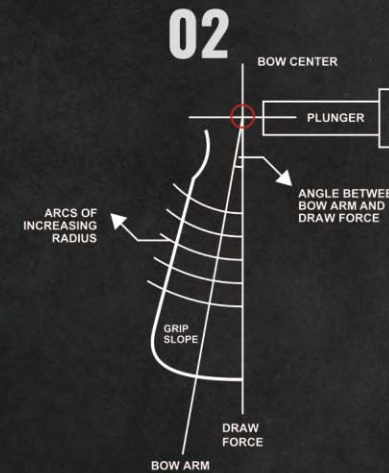 02
BOW CENTER
PLUNGER
ANGLE BETWEEN
BOW ARM AND
DRAW FORCE
ARCS OF
INCREASING
RADIUS
GRIP
SLOPE
DRAW
FORCE
BOW ARM